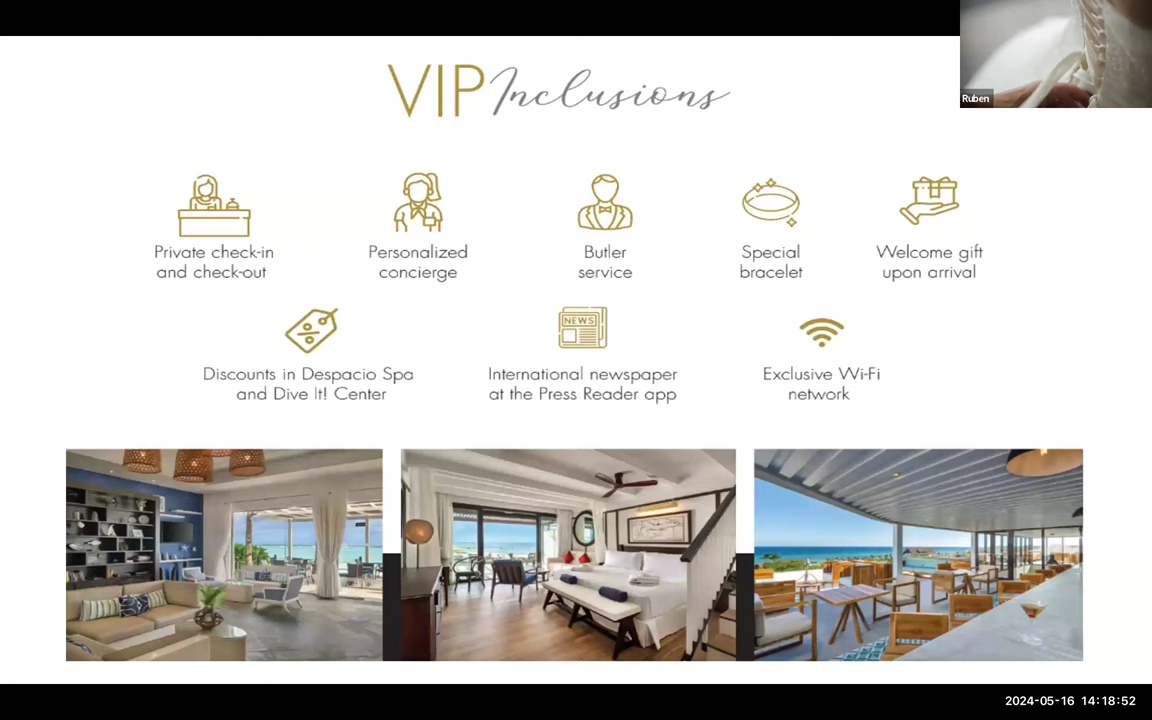 VIP Inclusions
Ruben
Private check-in
and check-out
Personalized
concierge
Butler
service
Special
bracelet
Welcome gift
upon arrival
NEWS
Discounts in Despacio Spa
and Dive It! Center
International newspaper
at the Press Reader app
Exclusive Wi-Fi
network
2024-05-16 14:18:52